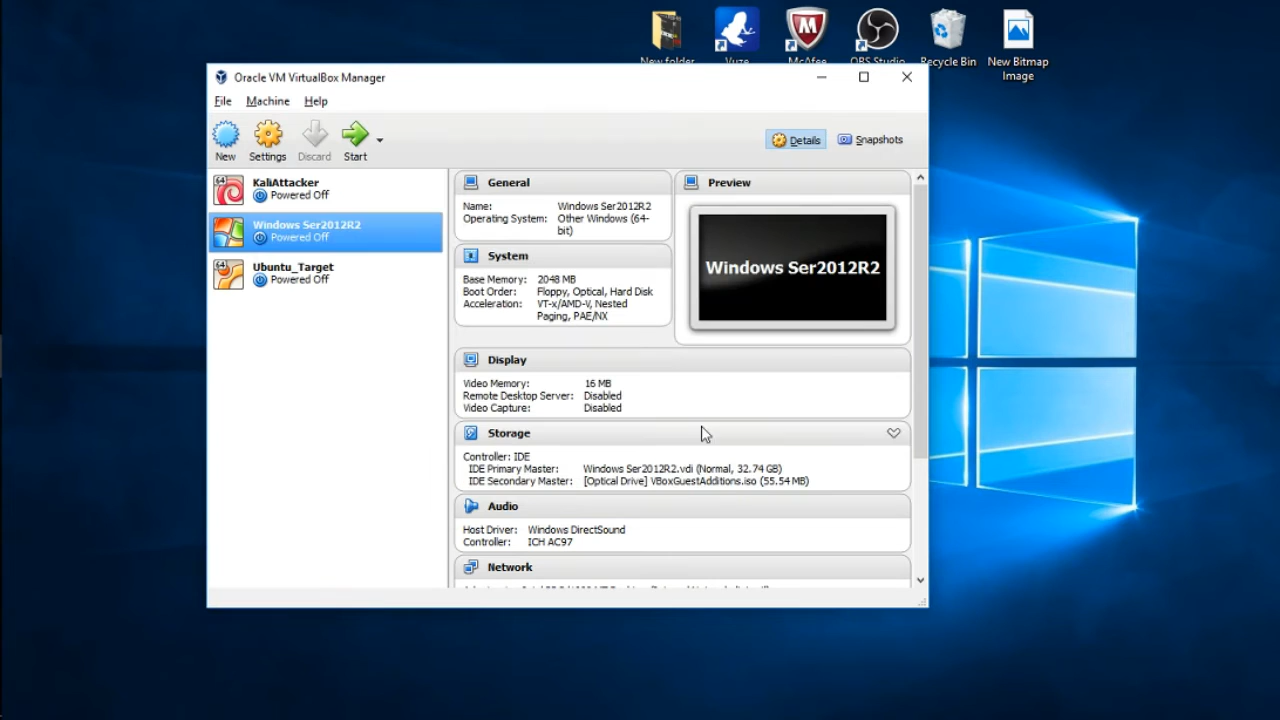 New folder
Vuze
McAfee
OBS Studio
Recycle Bin
New Bitmap
Image
Oracle VM VirtualBox Manager
File Machine Help
New Settings Discard Start
Details Snapshots
64
KaliAttacker
Powered Off
Windows Ser2012R2
Powered Off
64
Ubuntu_Target
Powered Off
General
Name: Windows Ser2012R2
Operating System: Other Windows (64-
bit)
System
Base Memory: 2048 MB
Boot Order: Floppy, Optical, Hard Disk
Acceleration: VT-x/AMD-V, Nested
Paging, PAE/NX
Preview
Windows Ser2012R2
Display
Video Memory: 16 MB
Remote Desktop Server: Disabled
Video Capture: Disabled
Storage
Controller: IDE
IDE Primary Master: Windows Ser2012R2.vdi (Normal, 32.74 GB)
IDE Secondary Master: [Optical Drive] VBoxGuestAdditions.iso (55.54 MB)
Audio
Host Driver: Windows DirectSound
Controller: ICH AC97
Network